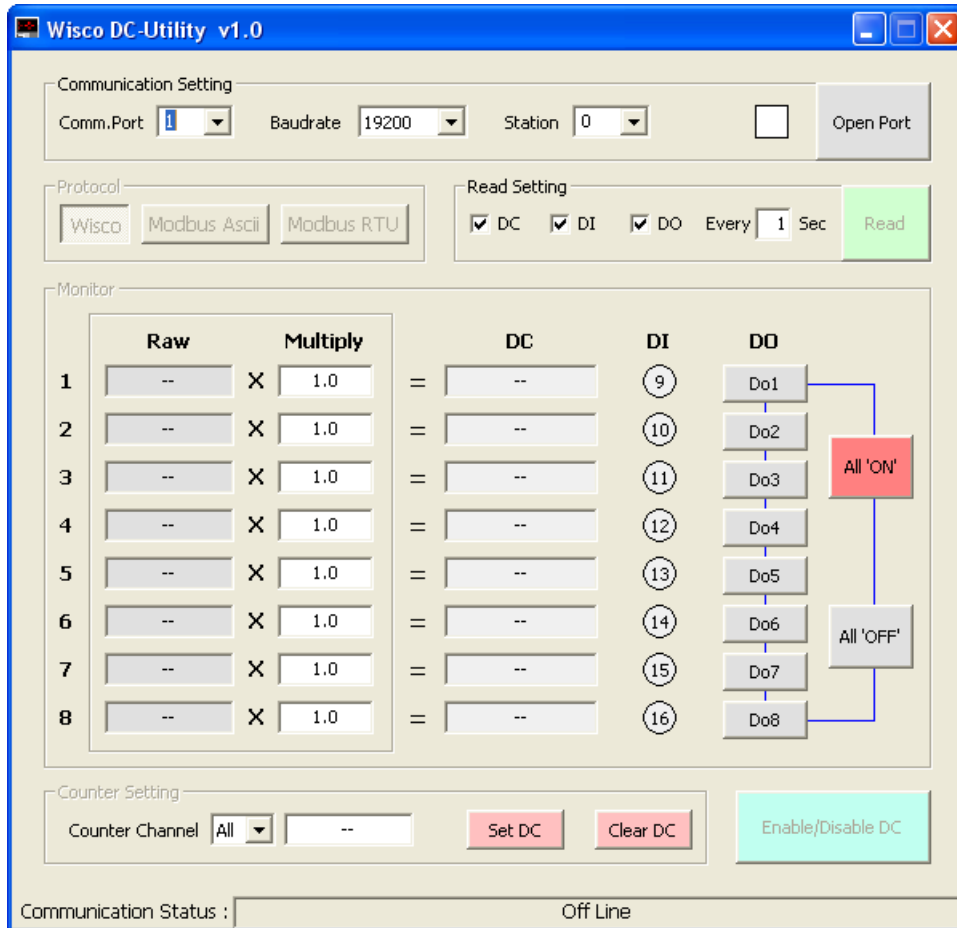 Wisco DC-Utility v1.0
Communication Setting
Comm.Port 1 Baudrate 19200 Station 0 Open Port
Protocol
Wisco Modbus Ascii Modbus RTU
Read Setting
DC DI DO Every 1 Sec Read
Monitor
Raw Multiply DC DI DO
1 -- X 1.0 = -- 9 Do1
2 -- X 1.0 = -- 10 Do2
All 'ON'
3 -- X 1.0 = -- 11 Do3
4 -- X 1.0 = -- 12 Do4
5 -- X 1.0 = -- 13 Do5
6 -- X 1.0 = -- 14 Do6
All 'OFF'
7 -- X 1.0 = -- 15 Do7
8 -- X 1.0 = -- 16 Do8
Counter Setting
Counter Channel All -- Set DC Clear DC Enable/Disable DC
Communication Status : Off Line